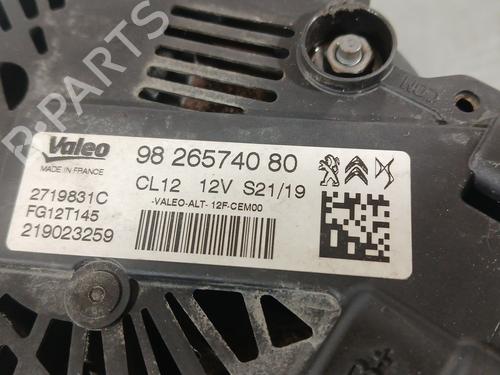 B-PARTS
Valeo
MADE IN FRANCE
98 265740 80
CL12 12V S21/19
-VALEO-ALT- 12F-CEM00
2719831C
FG12T145
219023259
B+